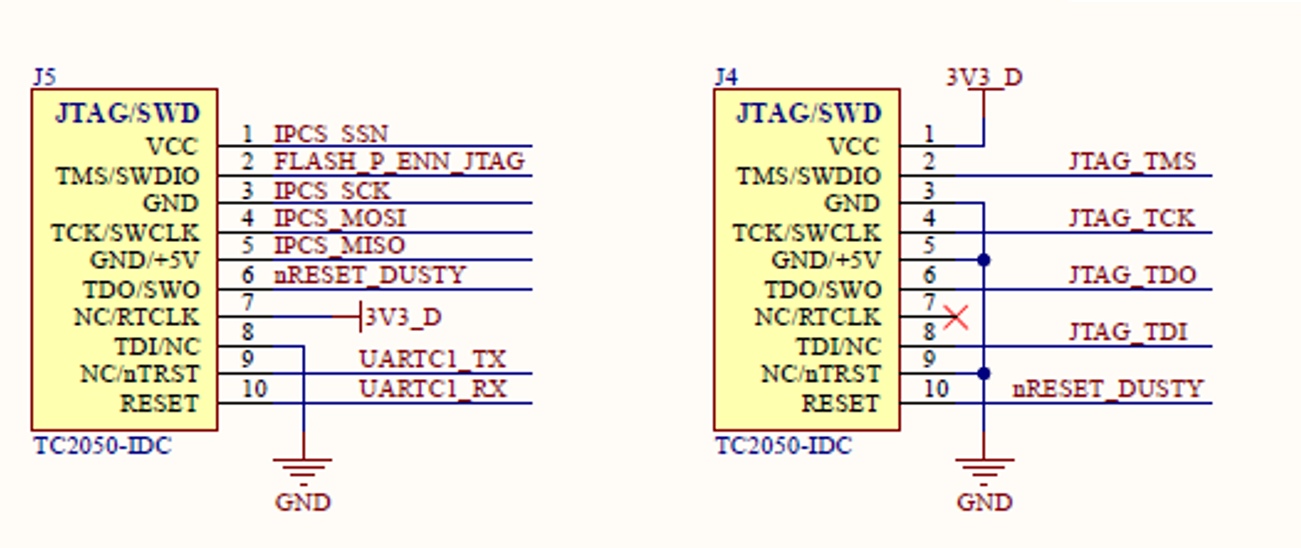 J5
JTAG/SWD
VCC 1 IPCS_SSN
TMS/SWDIO 2 FLASH_P_ENN_JTAG
GND 3 IPCS_SCK
TCK/SWCLK 4 IPCS_MOSI
GND/+5V 5 IPCS_MISO
TDO/SWO 6 nRESET_DUSTY
NC/RTCLK 7 3V3_D
TDI/NC 8
NC/nTRST 9 UARTC1_TX
RESET 10 UARTC1_RX
TC2050-IDC
GND
J4
3V3_D
JTAG/SWD
VCC 1
TMS/SWDIO 2 JTAG_TMS
GND 3
TCK/SWCLK 4 JTAG_TCK
GND/+5V 5
TDO/SWO 6 JTAG_TDO
NC/RTCLK 7
TDI/NC 8 JTAG_TDI
NC/nTRST 9
RESET 10 nRESET_DUSTY
TC2050-IDC
GND